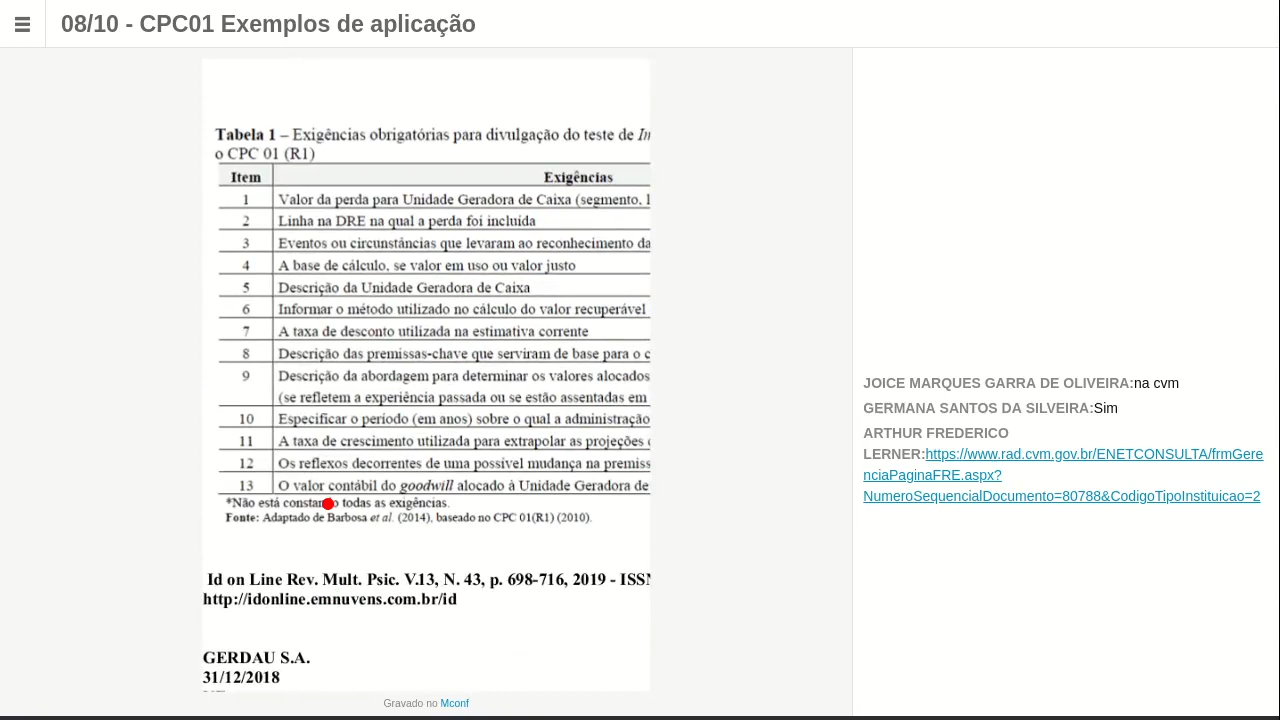 08/10 - CPC01 Exemplos de aplicação
Tabela 1 – Exigências obrigatórias para divulgação do teste de
o CPC 01 (R1)
Item Exigências
1 Valor da perda para Unidade Geradora de Caixa (segmento,
2 Linha na DRE na qual a perda foi incluída
3 Eventos ou circunstâncias que levaram ao reconhecimento da
4 A base de cálculo, se valor em uso ou valor justo
5 Descrição da Unidade Geradora de Caixa
6 Informar o método utilizado no cálculo do valor recuperável
7 A taxa de desconto utilizada na estimativa corrente
8 Descrição das premissas-chave que serviram de base para o
9 Descrição da abordagem para determinar os valores alocados
(se refletem a experiência passada ou se estão assentadas em
10 Especificar o período (em anos) sobre o qual a administração
11 A taxa de crescimento utilizada para extrapolar as projeções
12 Os reflexos decorrentes de uma possível mudança na
13 O valor contábil do goodwill alocado à Unidade Geradora de
*Não está constando todas as exigências.
Fonte: Adaptado de Barbosa et al. (2014), baseado no CPC 01(R1) (2010).
Id on Line Rev. Mult. Psic. V.13, N. 43, p. 698-716, 2019 -
http://idonline.emnuvens.com.br/id
GERDAU S.A.
31/12/2018
Gravado no Mconf
JOICE MARQUES GARRA DE OLIVEIRA:na cvm
GERMANA SANTOS DA SILVEIRA:Sim
ARTHUR FREDERICO
LERNER:https://www.rad.cvm.gov.br/ENETCONSULTA/frmGere
nciaPaginaFRE.aspx?
NumeroSequencialDocumento=80788&CodigoTipoInstituicao=2